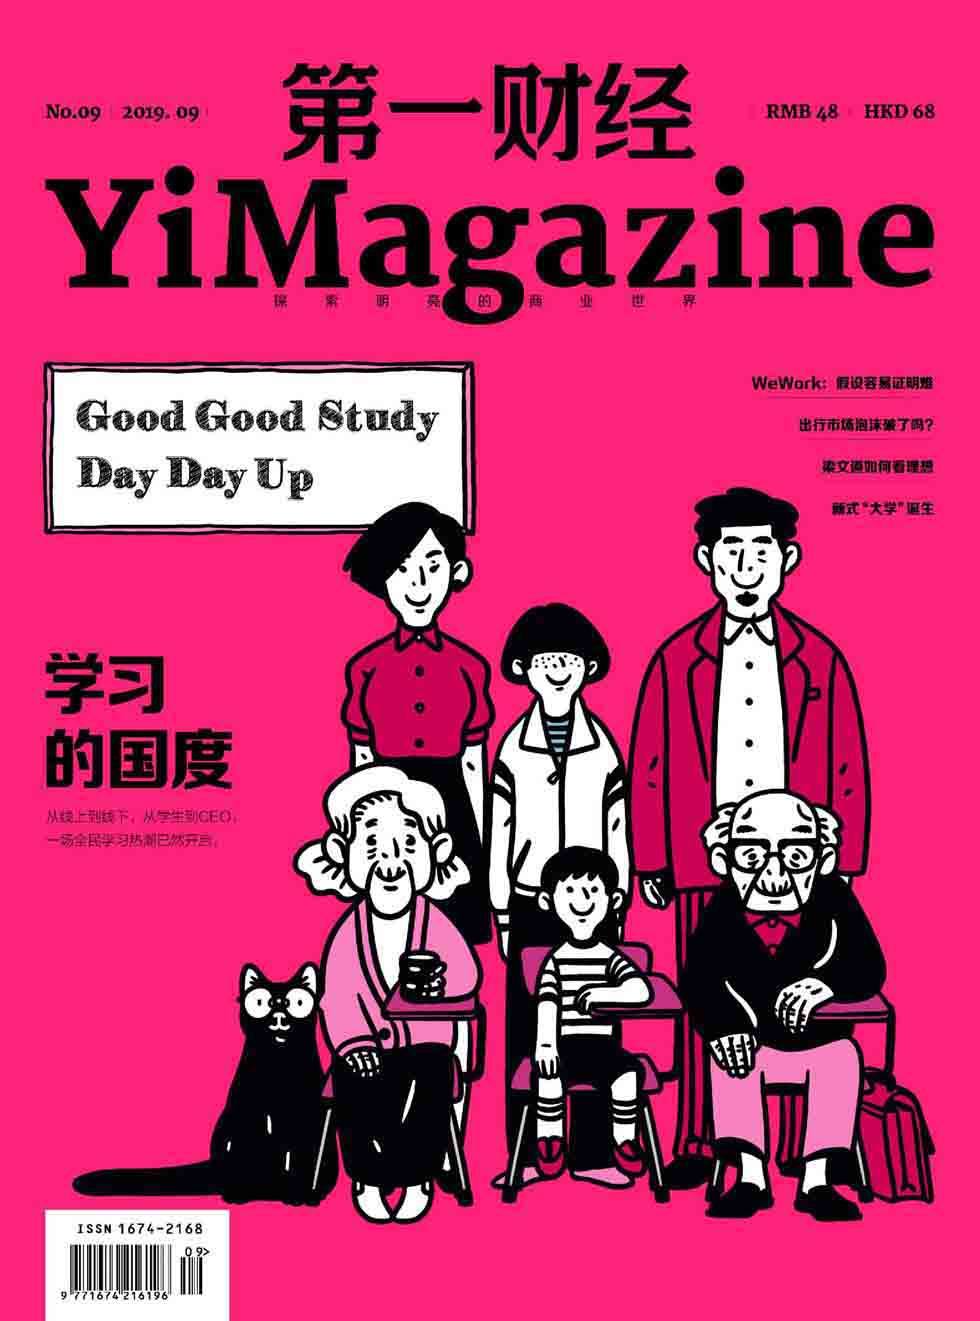 第一财经
No.09 2019. 09
RMB 48 HKD 68
YiMagazine
探索明亮的商业世界
Good Good Study
Day Day Up
WeWork：假设容易证明难
出行市场泡沫破了吗？
梁文道如何看理想
新式“大学”诞生
学习
的国度
从线上到线下，从学生到CEO，
一场全民学习热潮已然开启。
ISSN 1674-2168
09>
9 771674 216196